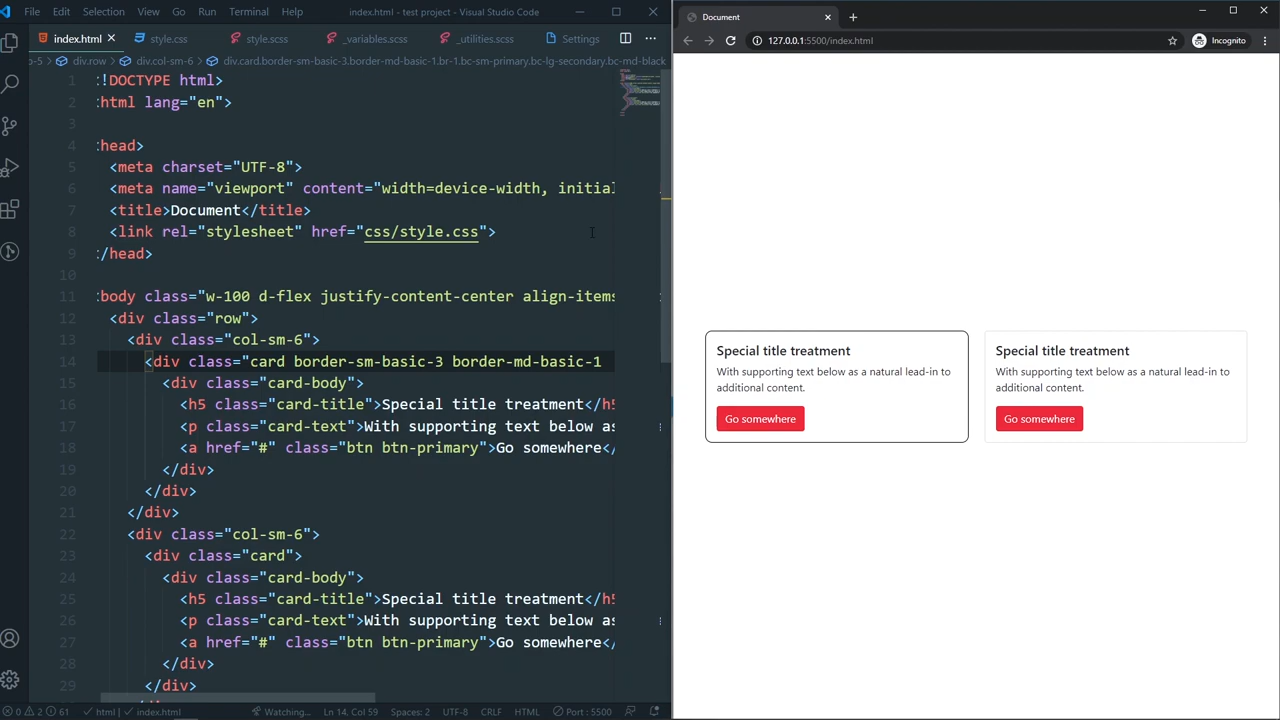 File Edit Selection View Go Run Terminal Help index.html - test project - Visual Studio Code
index.html style.css style.scss _variables.scss _utilities.scss Settings
o-5 > div.row > div.col-sm-6 > div.card.border-sm-basic-3.border-md-basic-1.br-1.bc-sm-primary.bc-lg-secondary.bc-md-black
1 !DOCTYPE html>
2 html lang="en">
3
4 head>
5 <meta charset="UTF-8">
6 <meta name="viewport" content="width=device-width, initial
7 <title>Document</title>
8 <link rel="stylesheet" href="css/style.css">
9 /head>
10
11 body class="w-100 d-flex justify-content-center align-items
12 <div class="row">
13 <div class="col-sm-6">
14 <div class="card border-sm-basic-3 border-md-basic-1
15 <div class="card-body">
16 <h5 class="card-title">Special title treatment</h5
17 <p class="card-text">With supporting text below as
18 <a href="#" class="btn btn-primary">Go somewhere</
19 </div>
20 </div>
21 </div>
22 <div class="col-sm-6">
23 <div class="card">
24 <div class="card-body">
25 <h5 class="card-title">Special title treatment</h5
26 <p class="card-text">With supporting text below as
27 <a href="#" class="btn btn-primary">Go somewhere</
28 </div>
29 </div>
0 2 61 html index.html Watching... Ln 14, Col 59 Spaces: 2 UTF-8 CRLF HTML Port : 5500
Document
127.0.0.1:5500/index.html Incognito
Special title treatment
With supporting text below as a natural lead-in to
additional content.
Go somewhere
Special title treatment
With supporting text below as a natural lead-in to
additional content.
Go somewhere